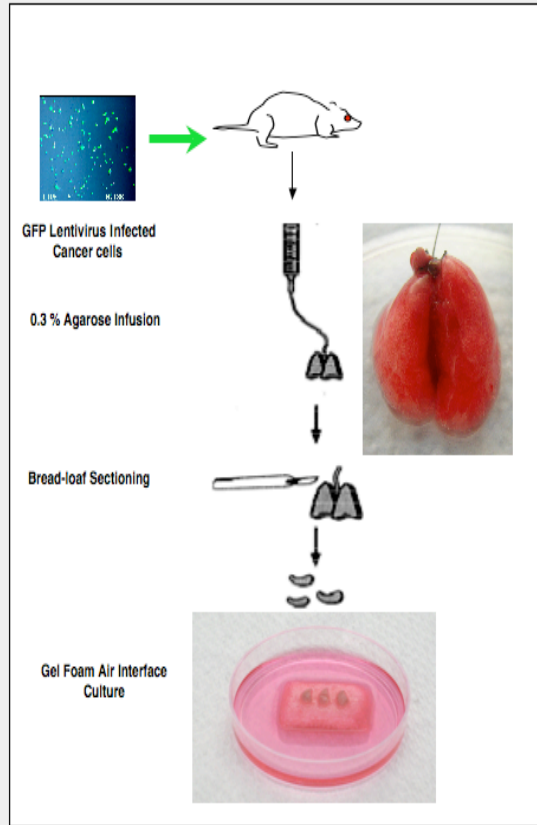 GFP Lentivirus Infected
Cancer cells
0.3 % Agarose Infusion
Bread-loaf Sectioning
Gel Foam Air Interface
Culture